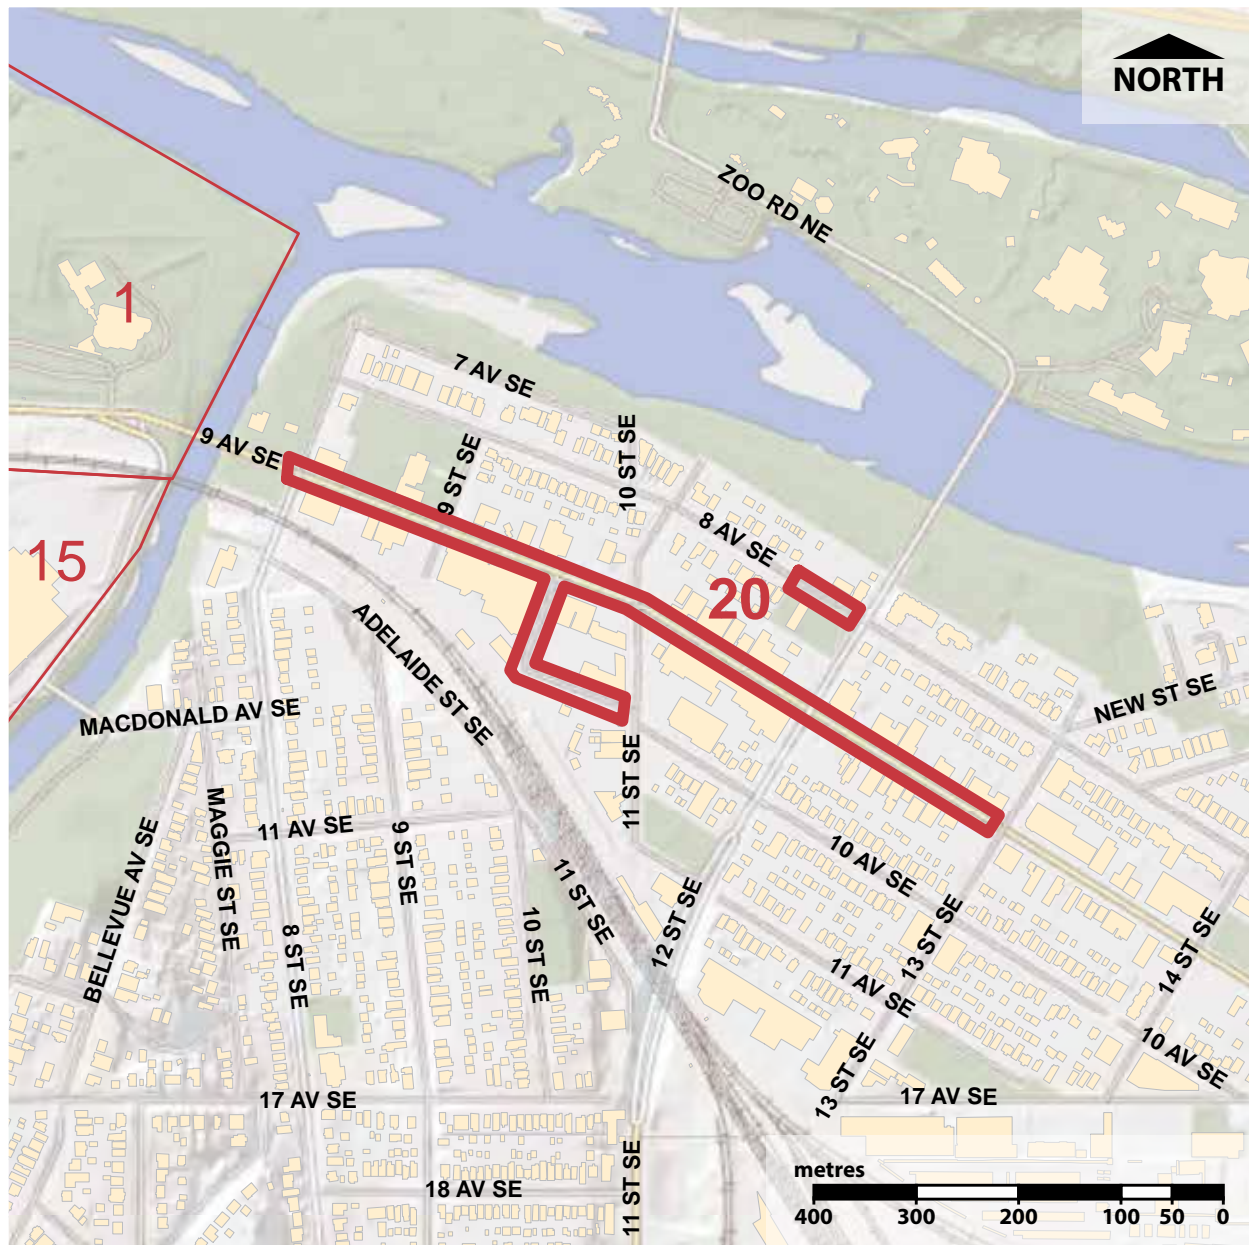 NORTH
ZOO RD NE
1
7 AV SE
9 AV SE
9 ST SE
10 ST SE
8 AV SE
15
20
ADELAIDE ST SE
MACDONALD AV SE
NEW ST SE
11 ST SE
MAGGIE ST SE
11 AV SE
9 ST SE
BELLEVUE AV SE
10 AV SE
11 ST SE
8 ST SE
10 ST SE
12 ST SE
13 ST SE
14 ST SE
11 AV SE
10 AV SE
13 ST SE
17 AV SE
17 AV SE
18 AV SE
11 ST SE
metres
400 300 200 100 50 0